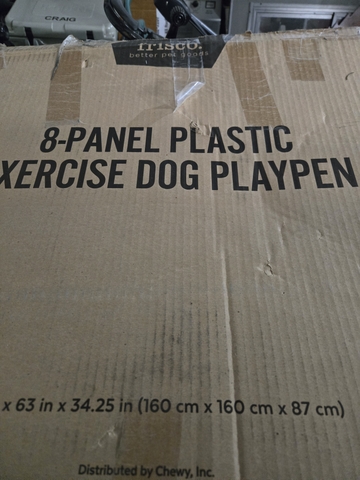 CRAIG
frisco.
better pet goods
8-PANEL PLASTIC
XERCISE DOG PLAYPEN
x 63 in x 34.25 in (160 cm x 160 cm x 87 cm)
Distributed by Chewy, Inc.